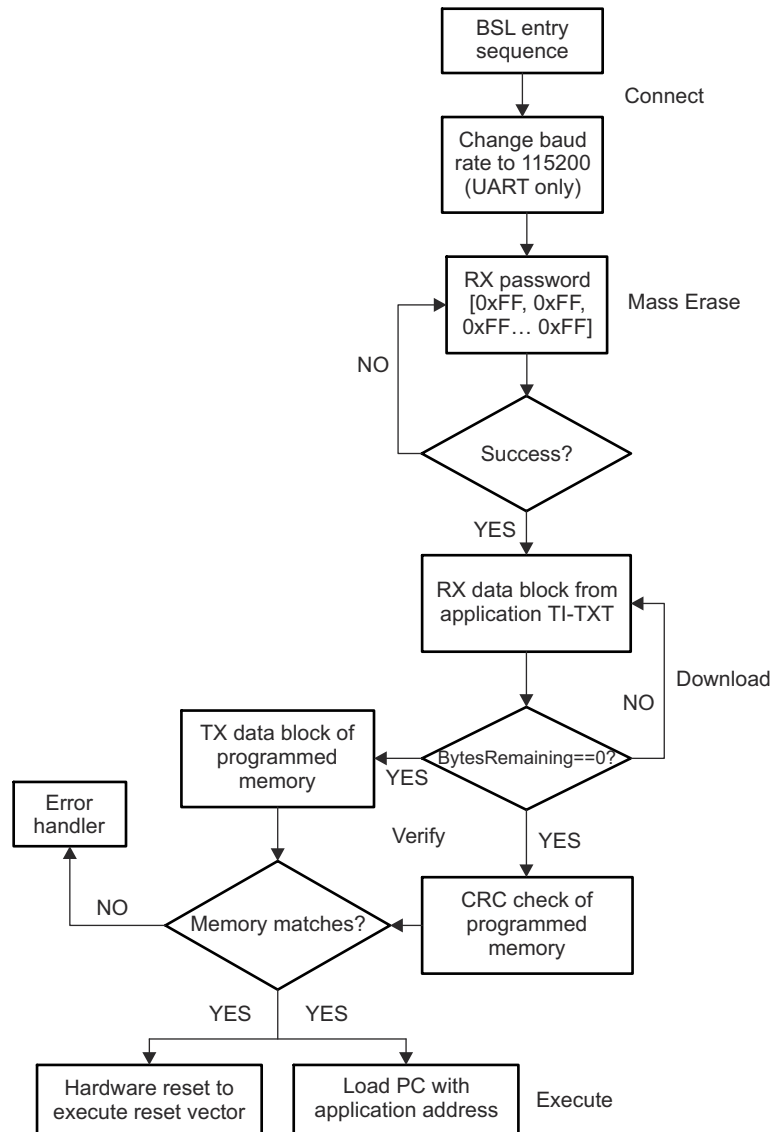 BSL entry
sequence
Connect
Change baud
rate to 115200
(UART only)
RX password
[0xFF, 0xFF,
0xFF… 0xFF]
Mass Erase
NO
Success?
YES
RX data block from
application TI-TXT
Download
NO
TX data block of
programmed
memory
BytesRemaining==0?
YES
Error
handler
Verify
YES
CRC check of
programmed
memory
NO
Memory matches?
YES
YES
Hardware reset to
execute reset vector
Load PC with
application address
Execute